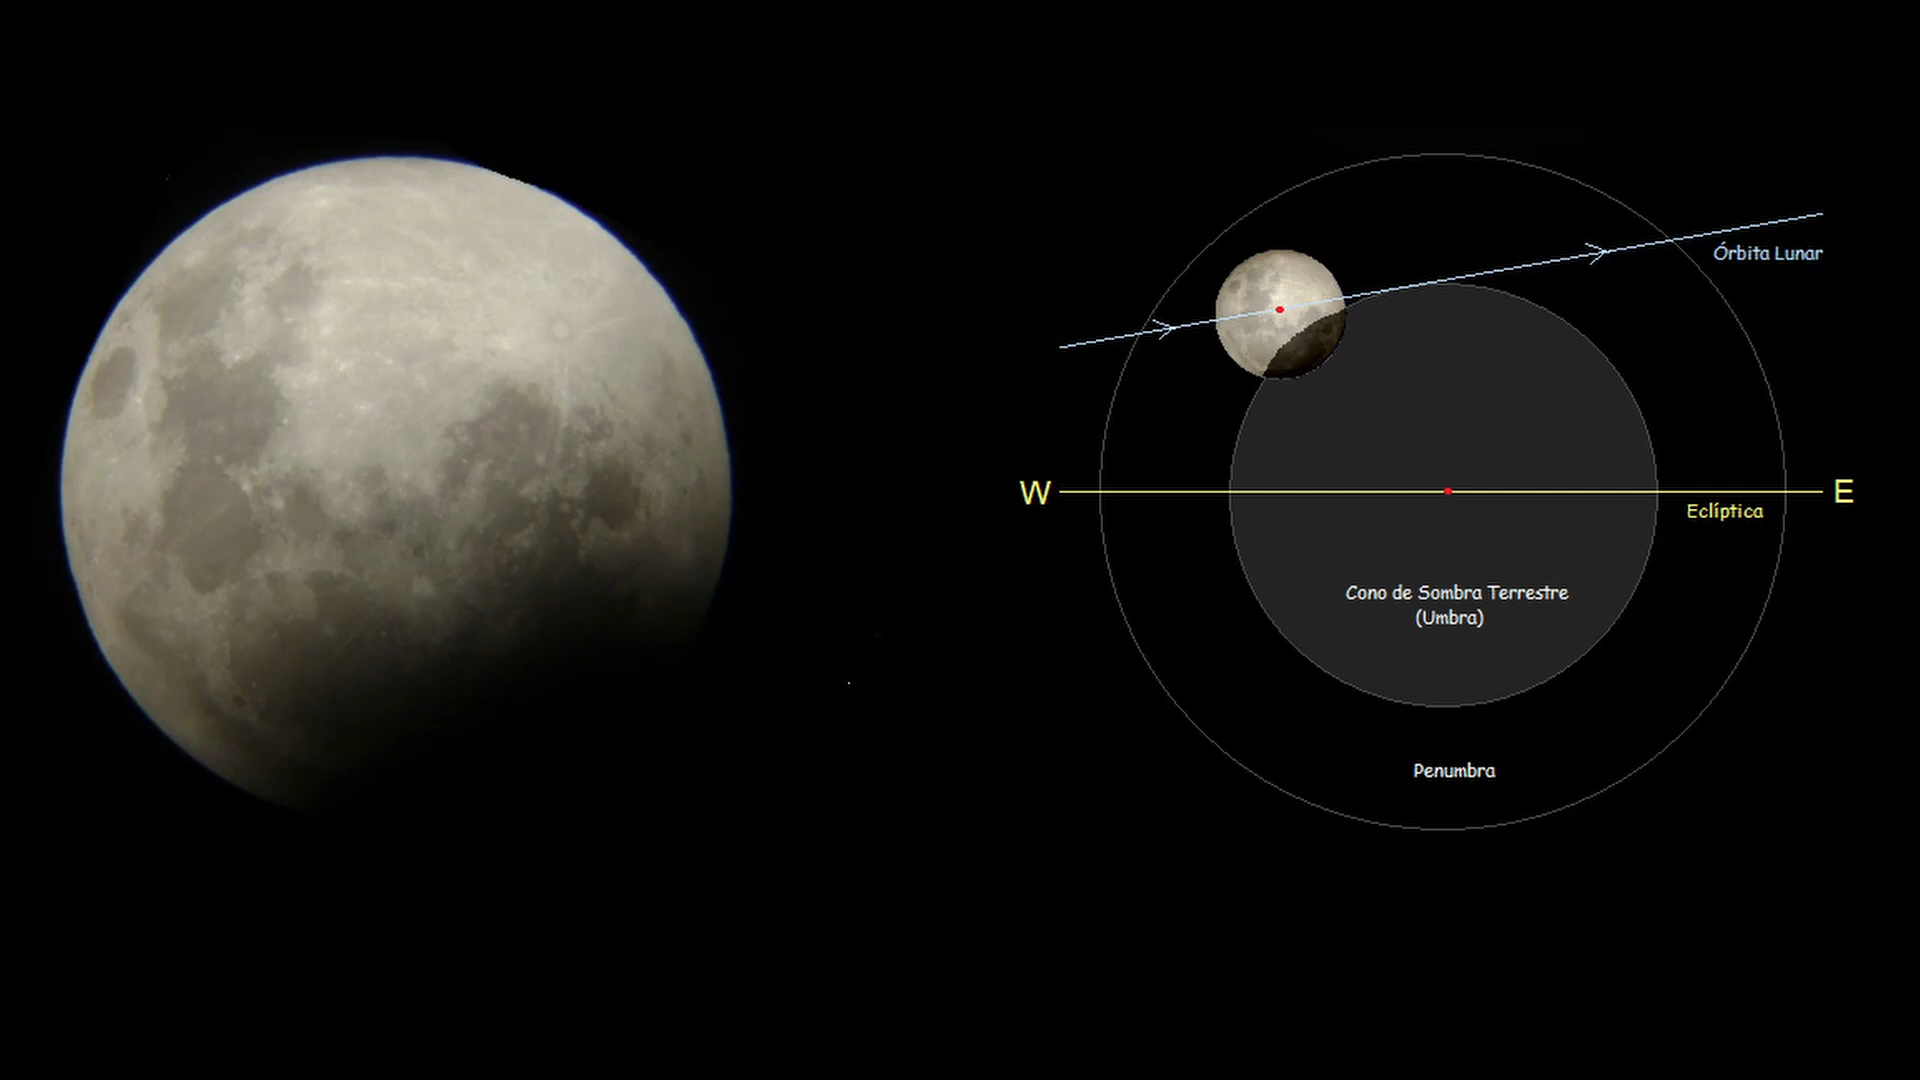 Órbita Lunar
W
E
Eclíptica
Cono de Sombra Terrestre
(Umbra)
Penumbra